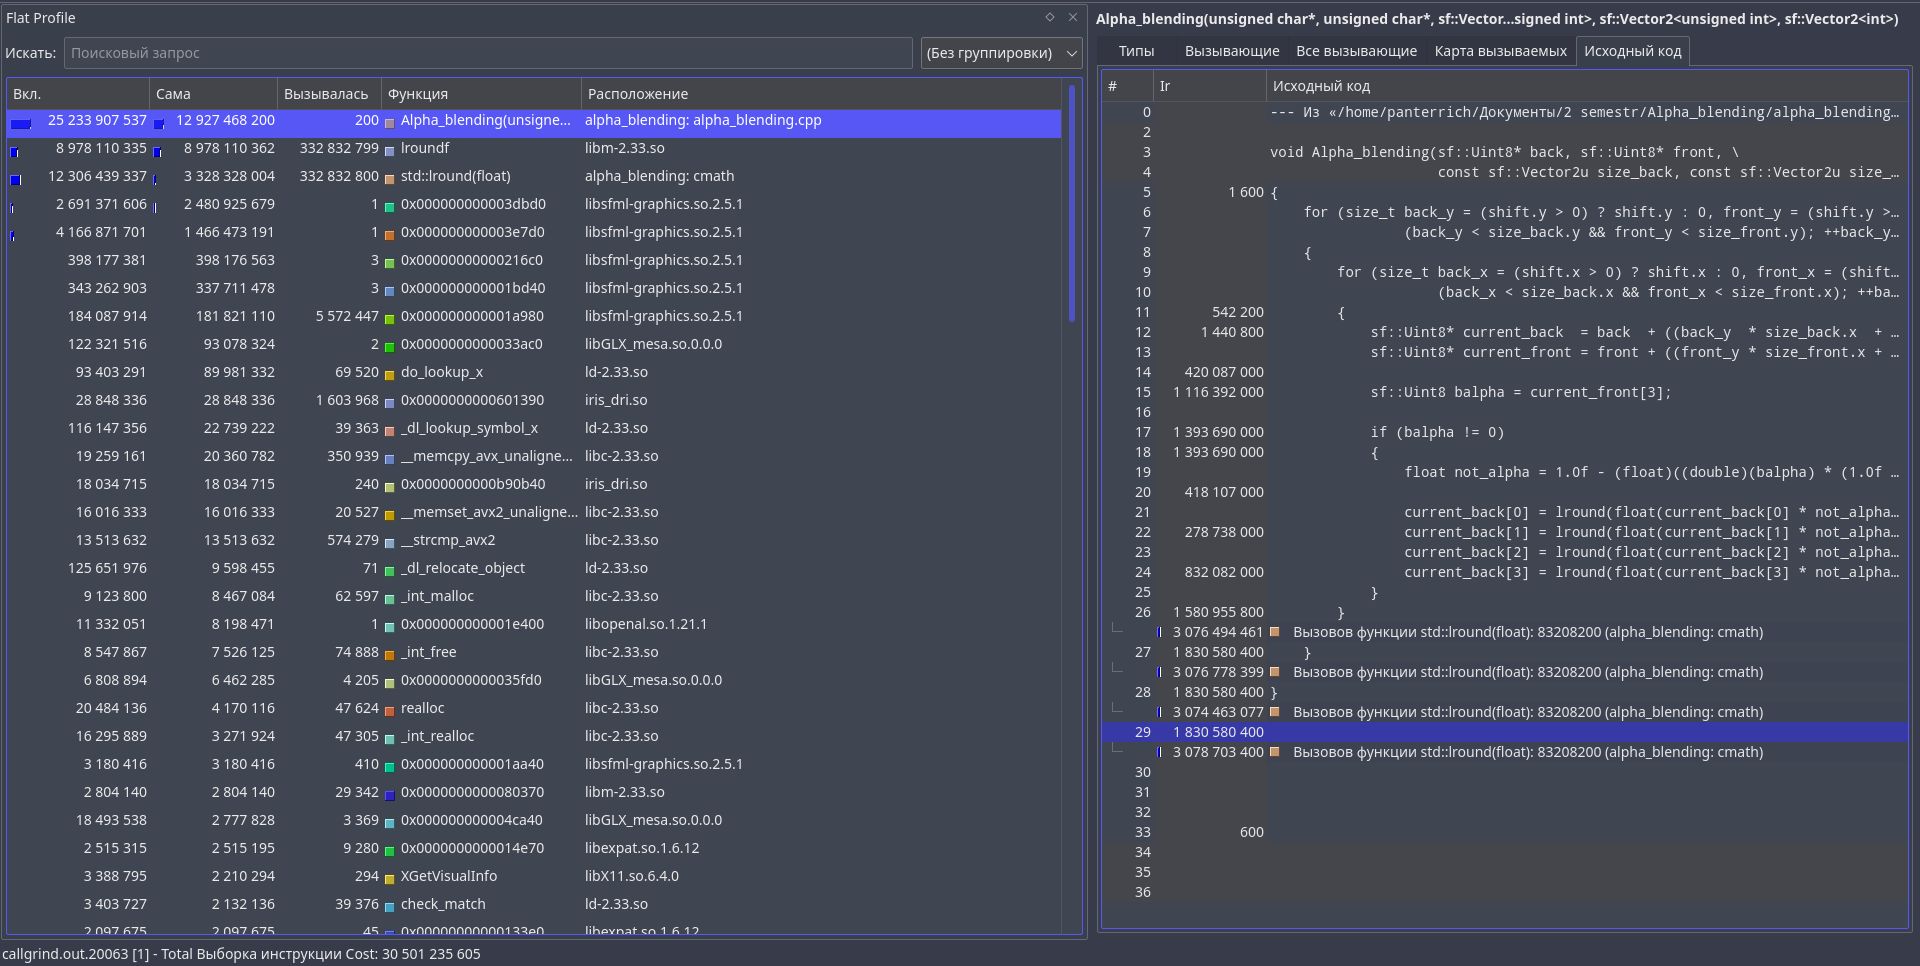 Flat Profile
Искать: Поисковый запрос (Без группировки)
Вкл. Сама Вызывалась Функция Расположение
25 233 907 537 12 927 468 200 200 Alpha_blending(unsigne... alpha_blending: alpha_blending.cpp
8 978 110 335 8 978 110 362 332 832 799 lroundf libm-2.33.so
12 306 439 337 3 328 328 004 332 832 800 std::lround(float) alpha_blending: cmath
2 691 371 606 2 480 925 679 1 0x000000000003dbd0 libsfml-graphics.so.2.5.1
4 166 871 701 1 466 473 191 1 0x000000000003e7d0 libsfml-graphics.so.2.5.1
398 177 381 398 176 563 3 0x00000000000216c0 libsfml-graphics.so.2.5.1
343 262 903 337 711 478 3 0x000000000001bd40 libsfml-graphics.so.2.5.1
184 087 914 181 821 110 5 572 447 0x000000000001a980 libsfml-graphics.so.2.5.1
122 321 516 93 078 324 2 0x0000000000033ac0 libGLX_mesa.so.0.0.0
93 403 291 89 981 332 69 520 do_lookup_x ld-2.33.so
28 848 336 28 848 336 1 603 968 0x0000000000601390 iris_dri.so
116 147 356 22 739 222 39 363 _dl_lookup_symbol_x ld-2.33.so
19 259 161 20 360 782 350 939 __memcpy_avx_unaligne... libc-2.33.so
18 034 715 18 034 715 240 0x0000000000b90b40 iris_dri.so
16 016 333 16 016 333 20 527 __memset_avx2_unaligne... libc-2.33.so
13 513 632 13 513 632 574 279 __strcmp_avx2 libc-2.33.so
125 651 976 9 598 455 71 _dl_relocate_object ld-2.33.so
9 123 800 8 467 084 62 597 _int_malloc libc-2.33.so
11 332 051 8 198 471 1 0x000000000001e400 libopenal.so.1.21.1
8 547 867 7 526 125 74 888 _int_free libc-2.33.so
6 808 894 6 462 285 4 205 0x0000000000035fd0 libGLX_mesa.so.0.0.0
20 484 136 4 170 116 47 624 realloc libc-2.33.so
16 295 889 3 271 924 47 305 _int_realloc libc-2.33.so
3 180 416 3 180 416 410 0x000000000001aa40 libsfml-graphics.so.2.5.1
2 804 140 2 804 140 29 342 0x0000000000080370 libm-2.33.so
18 493 538 2 777 828 3 369 0x000000000004ca40 libGLX_mesa.so.0.0.0
2 515 315 2 515 195 9 280 0x0000000000014e70 libexpat.so.1.6.12
3 388 795 2 210 294 294 XGetVisualInfo libX11.so.6.4.0
3 403 727 2 132 136 39 376 check_match ld-2.33.so
2 097 675 2 097 675 45 0x00000000000133e0 libexpat.so.1.6.12
callgrind.out.20063 [1] - Total Выборка инструкции Cost: 30 501 235 605
Alpha_blending(unsigned char*, unsigned char*, sf::Vector...signed int>, sf::Vector2<unsigned int>, sf::Vector2<int>)
Типы Вызывающие Все вызывающие Карта вызываемых Исходный код
# Ir Исходный код
0 --- Из «/home/panterrich/Документы/2 semestr/Alpha_blending/alpha_blending…
2
3 void Alpha_blending(sf::Uint8* back, sf::Uint8* front, \
4 const sf::Vector2u size_back, const sf::Vector2u size_…
5 1 600 {
6 for (size_t back_y = (shift.y > 0) ? shift.y : 0, front_y = (shift.y >…
7 (back_y < size_back.y && front_y < size_front.y); ++back_y…
8 {
9 for (size_t back_x = (shift.x > 0) ? shift.x : 0, front_x = (shift…
10 (back_x < size_back.x && front_x < size_front.x); ++ba…
11 542 200 {
12 1 440 800 sf::Uint8* current_back = back + ((back_y * size_back.x + …
13 sf::Uint8* current_front = front + ((front_y * size_front.x + …
14 420 087 000
15 1 116 392 000 sf::Uint8 balpha = current_front[3];
16
17 1 393 690 000 if (balpha != 0)
18 1 393 690 000 {
19 float not_alpha = 1.0f - (float)((double)(balpha) * (1.0f …
20 418 107 000
21 current_back[0] = lround(float(current_back[0] * not_alpha…
22 278 738 000 current_back[1] = lround(float(current_back[1] * not_alpha…
23 current_back[2] = lround(float(current_back[2] * not_alpha…
24 832 082 000 current_back[3] = lround(float(current_back[3] * not_alpha…
25 }
26 1 580 955 800 }
3 076 494 461 Вызовов функции std::lround(float): 83208200 (alpha_blending: cmath)
27 1 830 580 400 }
3 076 778 399 Вызовов функции std::lround(float): 83208200 (alpha_blending: cmath)
28 1 830 580 400 }
3 074 463 077 Вызовов функции std::lround(float): 83208200 (alpha_blending: cmath)
29 1 830 580 400
3 078 703 400 Вызовов функции std::lround(float): 83208200 (alpha_blending: cmath)
30
31
32
33 600
34
35
36